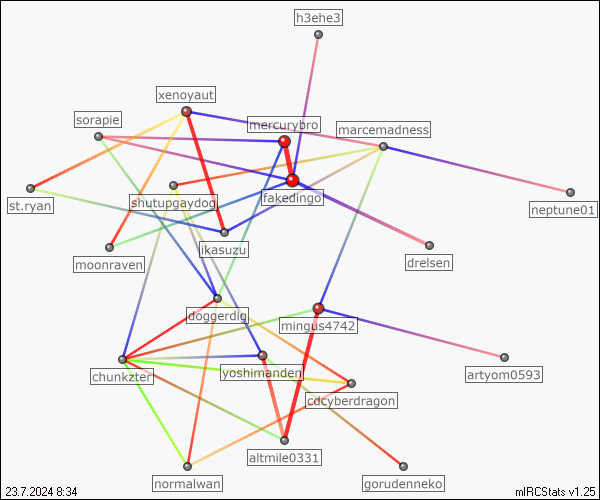 h3ehe3
xenoyaut
sorapie
mercurybro
marcemadness
st.ryan
shutupgaydog
fakedingo
neptune01
ikasuzu
moonraven
drelsen
doggerdig
mingus4742
chunkzter
yoshimanden
artyom0593
cdcyberdragon
altmile0331
normalwan
gorudenneko
23.7.2024 8:34
mIRCStats v1.25